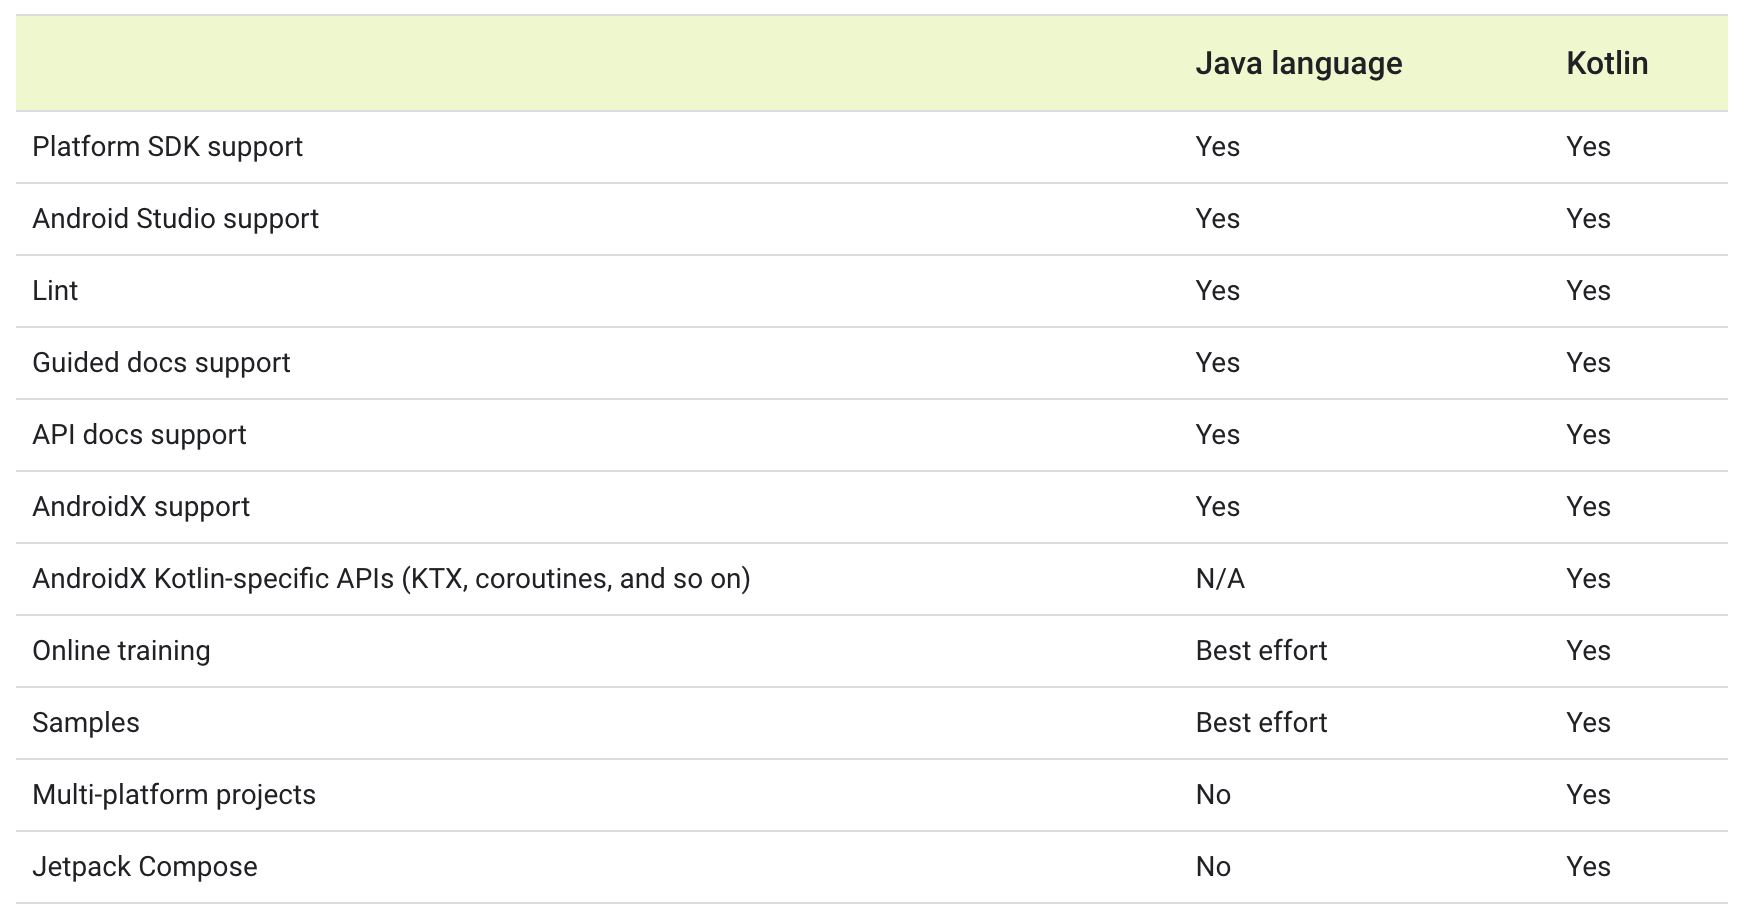 Java language Kotlin
Platform SDK support Yes Yes
Android Studio support Yes Yes
Lint Yes Yes
Guided docs support Yes Yes
API docs support Yes Yes
AndroidX support Yes Yes
AndroidX Kotlin-specific APIs (KTX, coroutines, and so on) N/A Yes
Online training Best effort Yes
Samples Best effort Yes
Multi-platform projects No Yes
Jetpack Compose No Yes